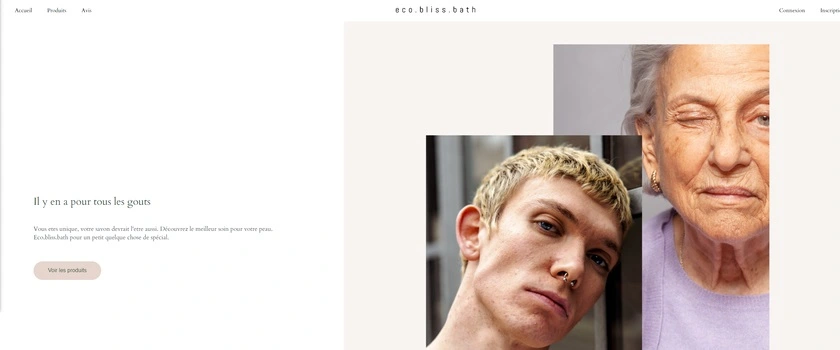 Accueil Produits Avis eco.bliss.bath Connexion Inscripti
Il y en a pour tous les gouts
Vous etes unique, votre savon devrait l'etre aussi. Découvrez le meilleur soin pour votre peau.
Eco.bliss.bath pour un petit quelque chose de spécial.
Voir les produits